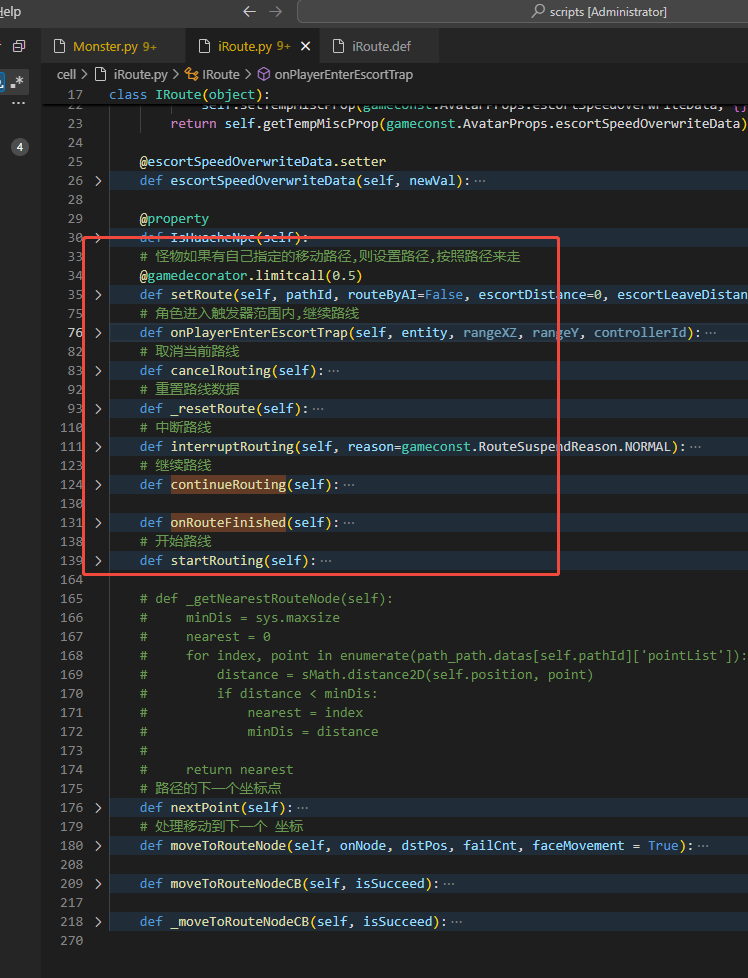 Help
scripts [Administrator]
Monster.py 9+
iRoute.py 9+
iRoute.def
cell > iRoute.py > IRoute > onPlayerEnterEscortTrap
4
17 class IRoute(object):
22 self.setTempMiscProp(gameconst.AvatarProps.escortSpeedOverwriteData, {}
23 return self.getTempMiscProp(gameconst.AvatarProps.escortSpeedOverwriteData)
24
25 @escortSpeedOverwriteData.setter
26 def escortSpeedOverwriteData(self, newVal): ...
28
29 @property
30 def IsHuacheNpc(self):
33 # 怪物如果有自己指定的移动路径,则设置路径,按照路径来走
34 @gamedecorator.limitcall(0.5)
35 def setRoute(self, pathId, routeByAI=False, escortDistance=0, escortLeaveDistan
75 # 角色进入触发器范围内,继续路线
76 def onPlayerEnterEscortTrap(self, entity, rangeXZ, rangeY, controllerId): ...
82 # 取消当前路线
83 def cancelRouting(self): ...
92 # 重置路线数据
93 def _resetRoute(self): ...
110 # 中断路线
111 def interruptRouting(self, reason=gameconst.RouteSuspendReason.NORMAL): ...
123 # 继续路线
124 def continueRouting(self): ...
130
131 def onRouteFinished(self): ...
138 # 开始路线
139 def startRouting(self): ...
164
165 # def _getNearestRouteNode(self):
166 #     minDis = sys.maxsize
167 #     nearest = 0
168 #     for index, point in enumerate(path_path.datas[self.pathId]['pointList']):
169 #         distance = sMath.distance2D(self.position, point)
170 #         if distance < minDis:
171 #             nearest = index
172 #             minDis = distance
173 #
174 #     return nearest
175 # 路径的下一个坐标点
176 def nextPoint(self): ...
179 # 处理移动到下一个 坐标
180 def moveToRouteNode(self, onNode, dstPos, failCnt, faceMovement = True): ...
208
209 def moveToRouteNodeCB(self, isSucceed): ...
217
218 def _moveToRouteNodeCB(self, isSucceed): ...
270